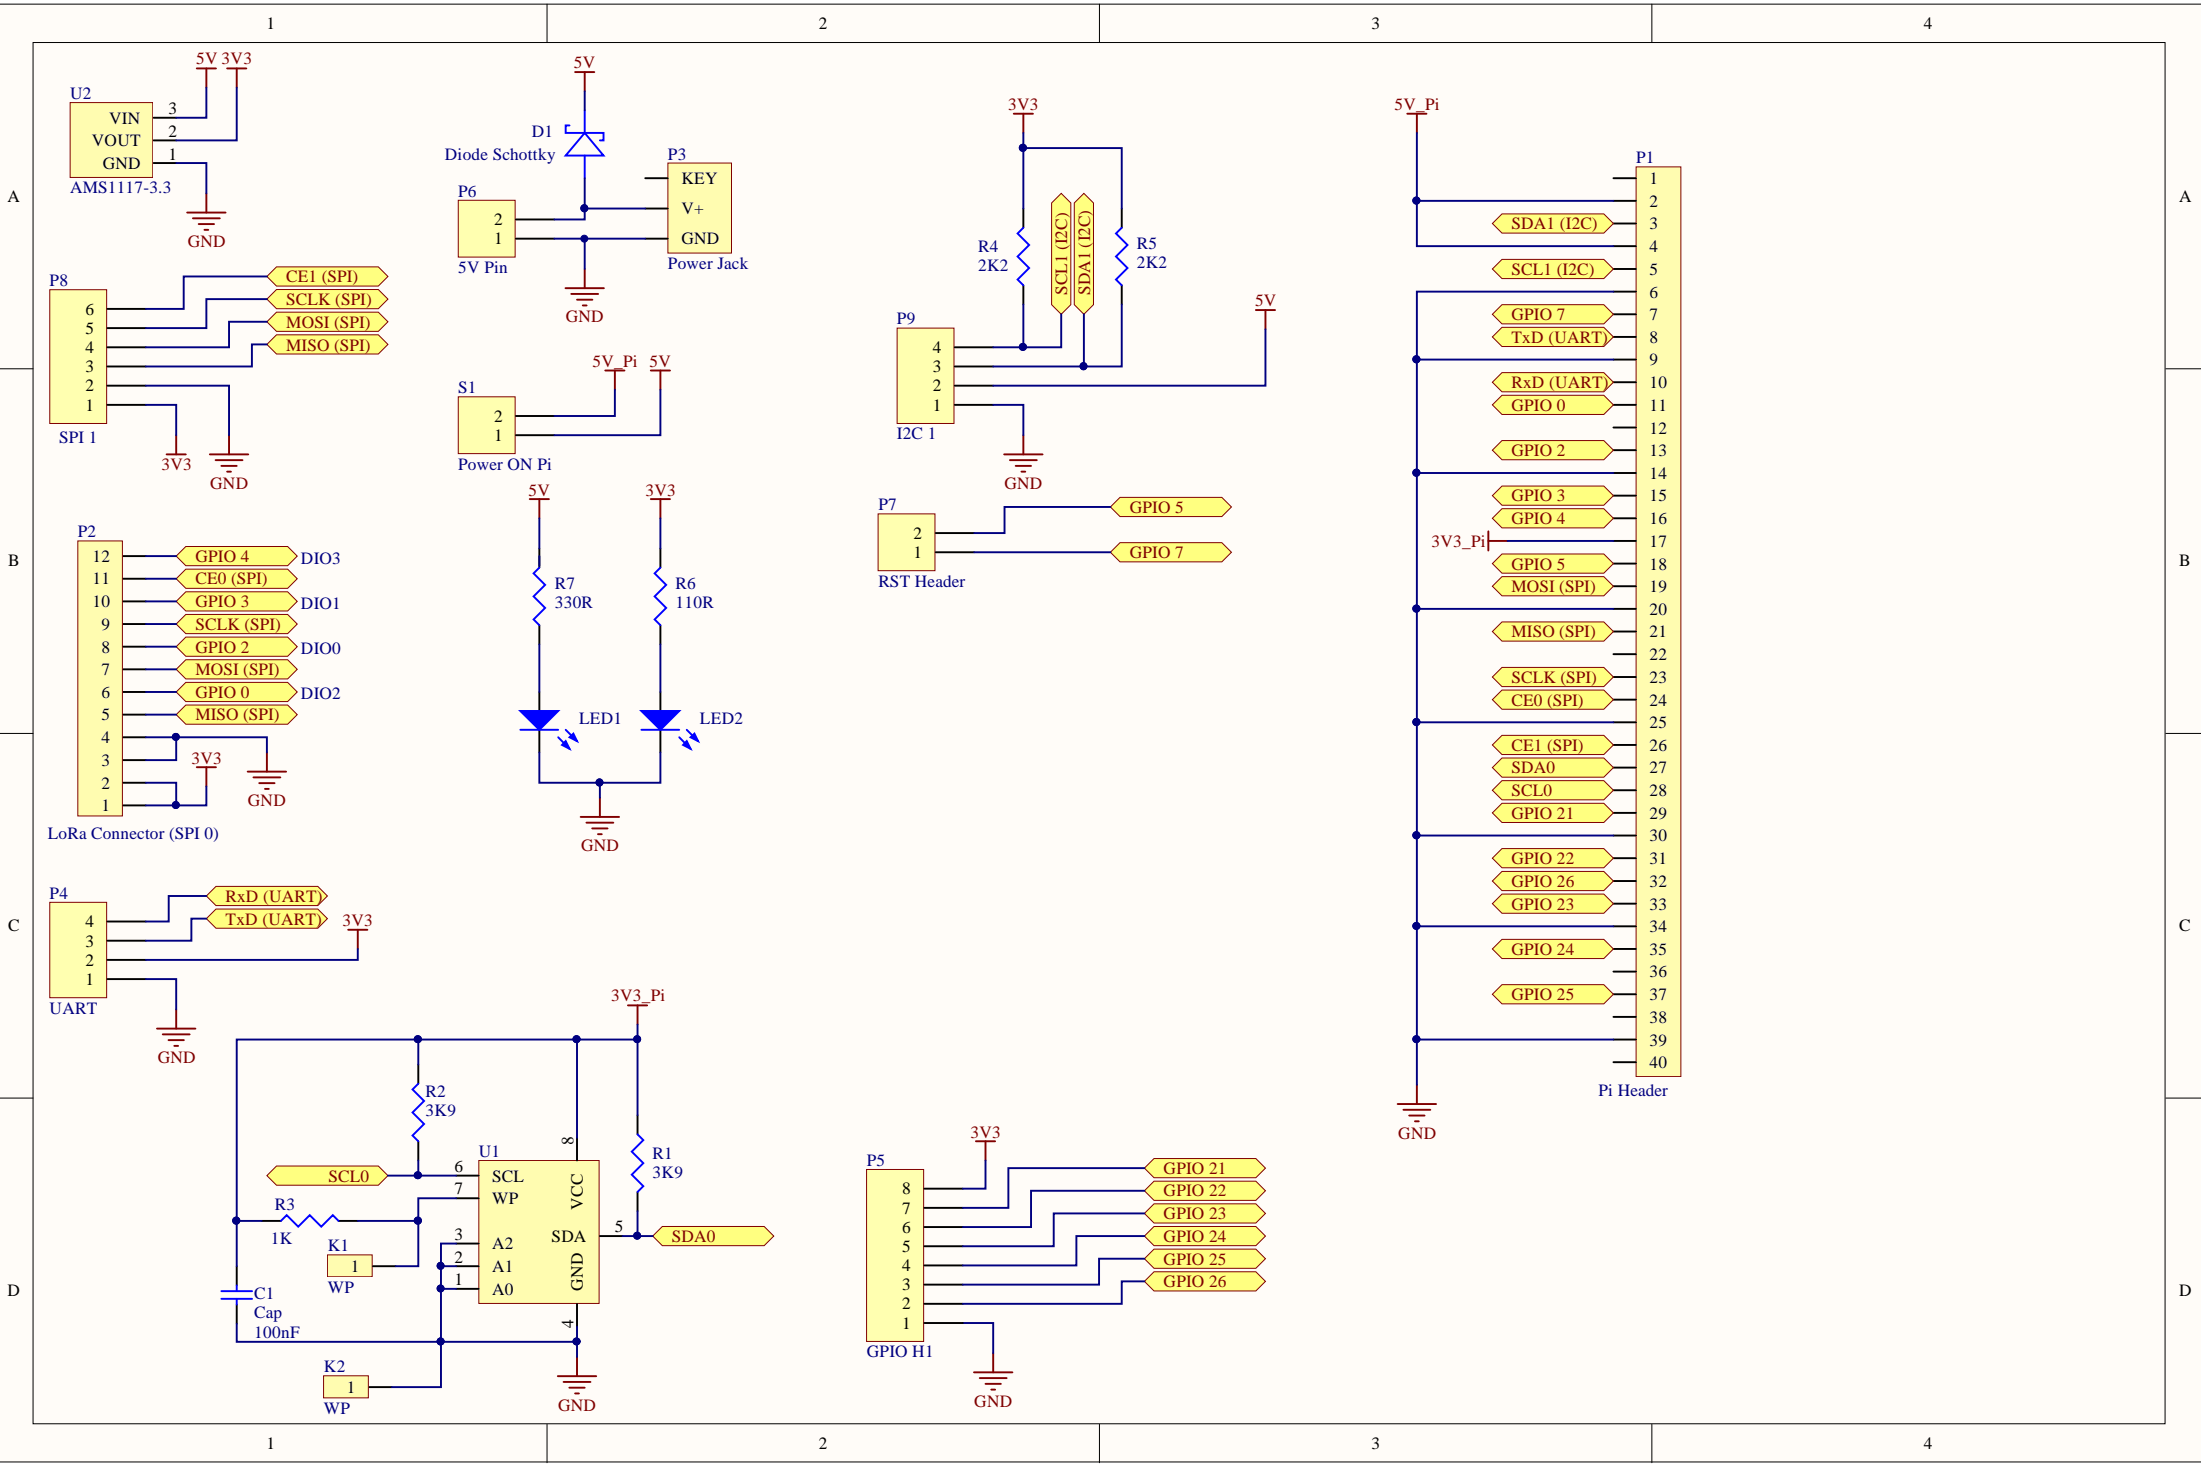 1 2 3 4
A
B
C
D
5V 3V3
U2
VIN 3
VOUT 2
GND 1
AMS1117-3.3
GND
P8
CE1 (SPI)
SCLK (SPI)
MOSI (SPI)
MISO (SPI)
6
5
4
3
2
1
SPI 1
3V3
GND
P2
12 GPIO 4 DIO3
11 CE0 (SPI)
10 GPIO 3 DIO1
9 SCLK (SPI)
8 GPIO 2 DIO0
7 MOSI (SPI)
6 GPIO 0 DIO2
5 MISO (SPI)
4
3
2
1
3V3
GND
LoRa Connector (SPI 0)
P4
RxD (UART)
TxD (UART)
3V3
4
3
2
1
UART
GND
5V
D1
Diode Schottky
P3
KEY
V+
GND
Power Jack
P6
2
1
5V Pin
GND
5V_Pi 5V
S1
2
1
Power ON Pi
5V 3V3
R7
330R
R6
110R
LED1 LED2
GND
3V3_Pi
R2
3K9
SCL0
R3
1K
K1
1
WP
C1
Cap
100nF
K2
1
WP
U1
6 SCL
7 WP
3 A2
2 A1
1 A0
8 VCC
SDA 5
GND 4
R1
3K9
SDA0
GND
3V3
R4
2K2
SCL1 (I2C)
SDA1 (I2C)
R5
2K2
5V
P9
4
3
2
1
I2C 1
GND
P7
2 GPIO 5
1 GPIO 7
RST Header
3V3
P5
GPIO 21
GPIO 22
GPIO 23
GPIO 24
GPIO 25
GPIO 26
8
7
6
5
4
3
2
1
GPIO H1
GND
5V_Pi
P1
1
2
SDA1 (I2C) 3
4
SCL1 (I2C) 5
6
GPIO 7 7
TxD (UART) 8
9
RxD (UART) 10
GPIO 0 11
12
GPIO 2 13
14
GPIO 3 15
GPIO 4 16
3V3_Pi 17
GPIO 5 18
MOSI (SPI) 19
20
MISO (SPI) 21
22
SCLK (SPI) 23
CE0 (SPI) 24
25
CE1 (SPI) 26
SDA0 27
SCL0 28
GPIO 21 29
30
GPIO 22 31
GPIO 26 32
GPIO 23 33
34
GPIO 24 35
36
GPIO 25 37
38
39
40
Pi Header
GND
A
B
C
D
1 2 3 4